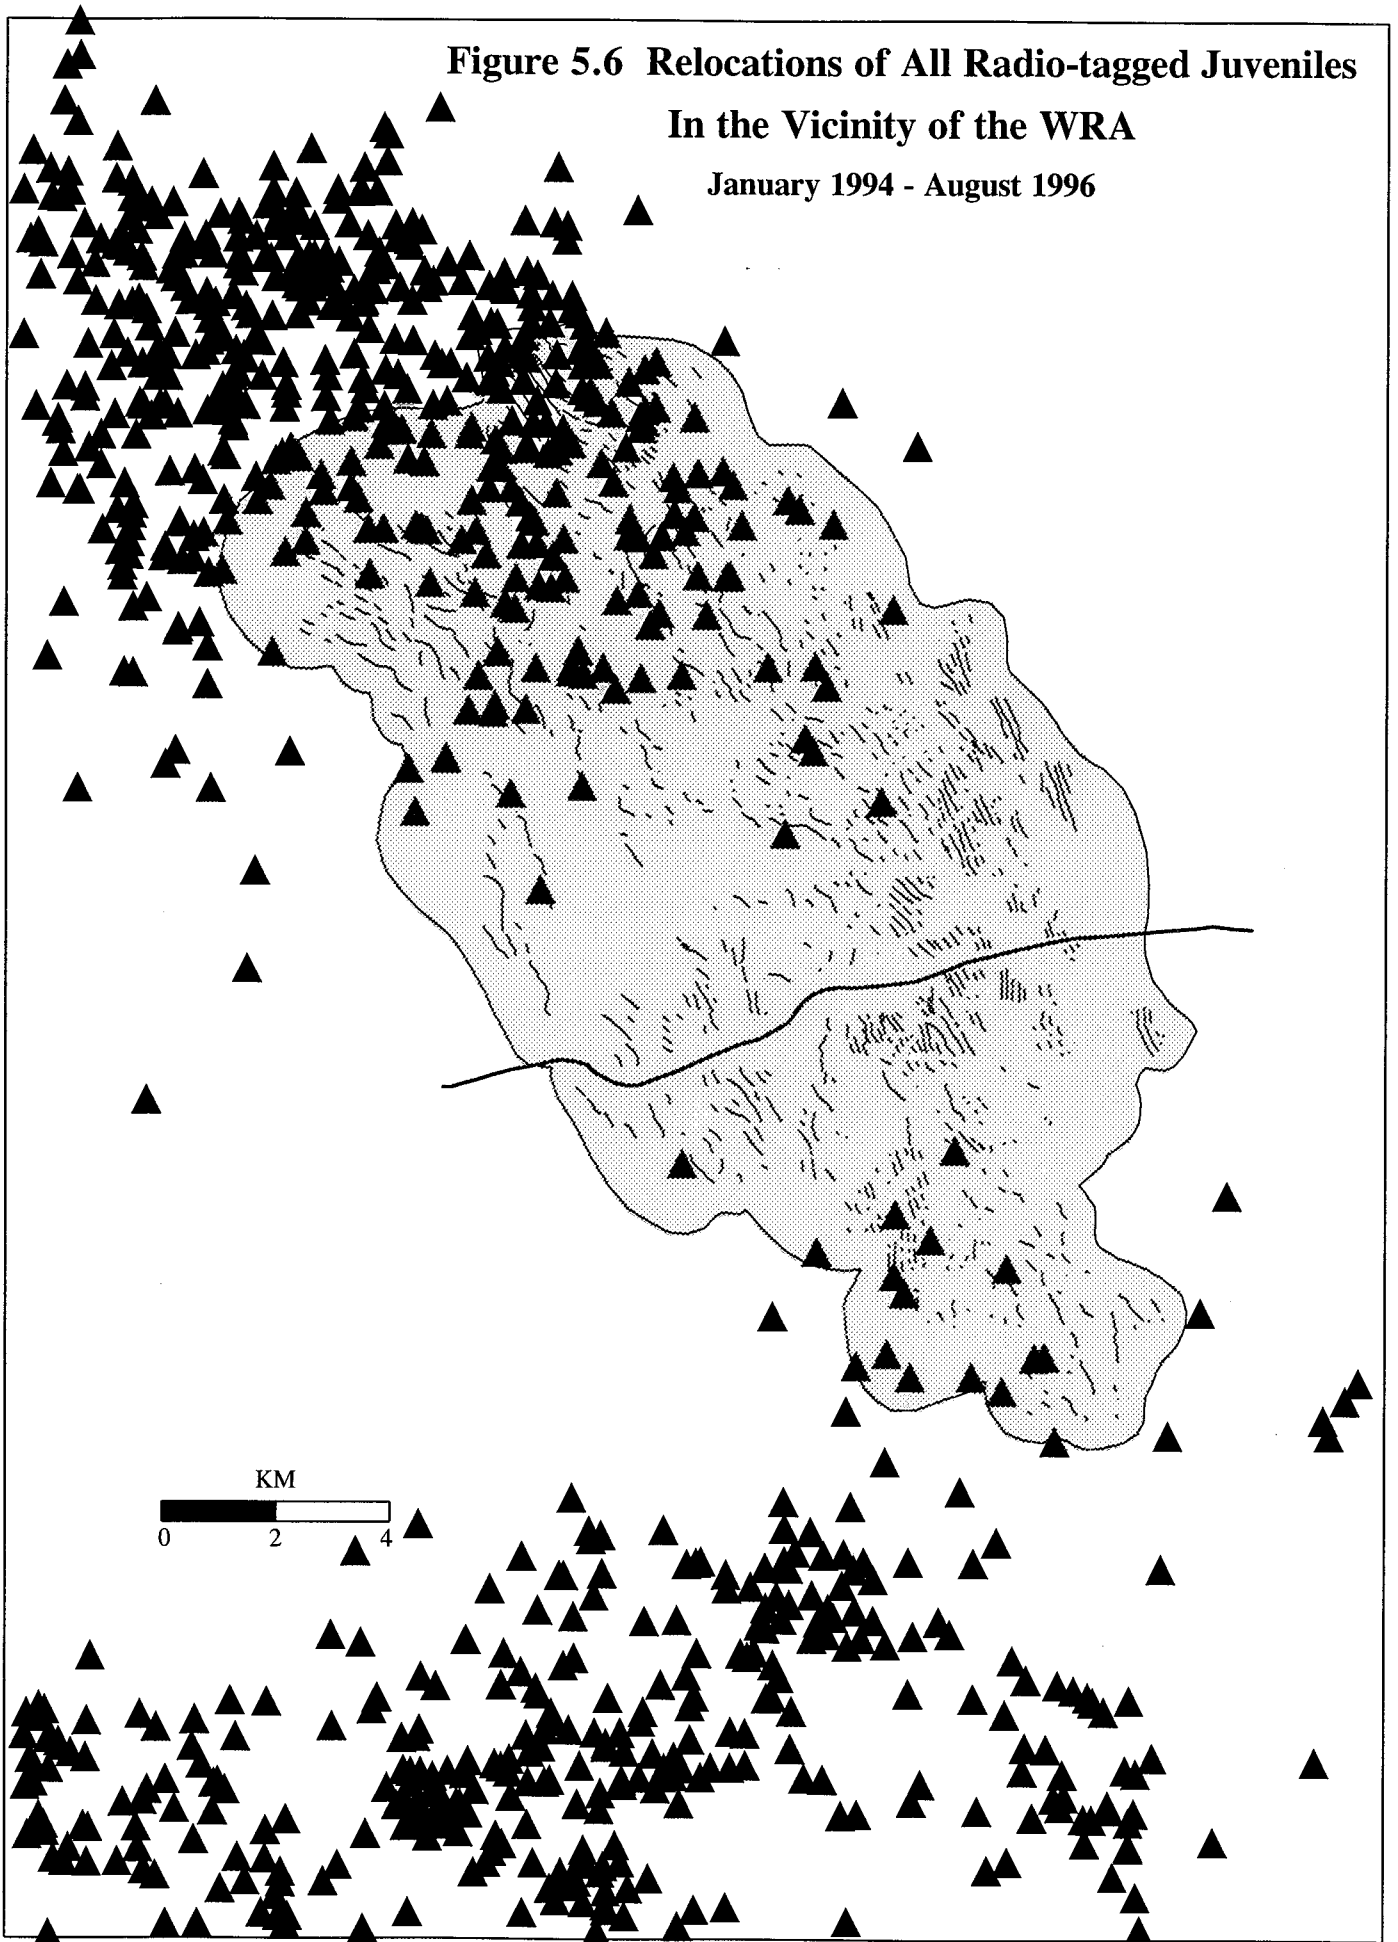 Figure 5.6 Relocations of All Radio-tagged Juveniles
In the Vicinity of the WRA
January 1994 - August 1996
KM
0 2 4